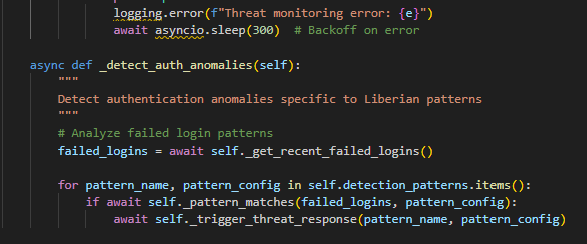 logging.error(f"Threat monitoring error: {e}")
await asyncio.sleep(300)  # Backoff on error
async def _detect_auth_anomalies(self):
"""
Detect authentication anomalies specific to Liberian patterns
"""
# Analyze failed login patterns
failed_logins = await self._get_recent_failed_logins()
for pattern_name, pattern_config in self.detection_patterns.items():
if await self._pattern_matches(failed_logins, pattern_config):
await self._trigger_threat_response(pattern_name, pattern_config)